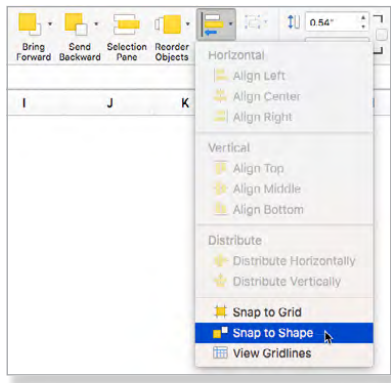 0.54"
Bring Forward
Send Backward
Selection Pane
Reorder Objects
I J K
Horizontal
Align Left
Align Center
Align Right
Vertical
Align Top
Align Middle
Align Bottom
Distribute
Distribute Horizontally
Distribute Vertically
Snap to Grid
Snap to Shape
View Gridlines